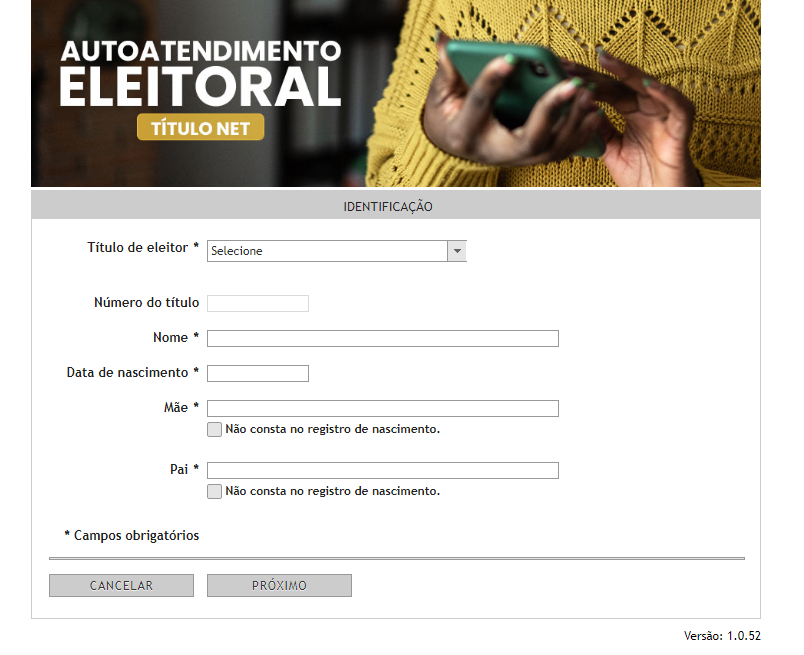 AUTOATENDIMENTO
ELEITORAL
TÍTULO NET
IDENTIFICAÇÃO
Título de eleitor * Selecione
Número do título
Nome *
Data de nascimento *
Mãe *
Não consta no registro de nascimento.
Pai *
Não consta no registro de nascimento.
* Campos obrigatórios
CANCELAR PRÓXIMO
Versão: 1.0.52